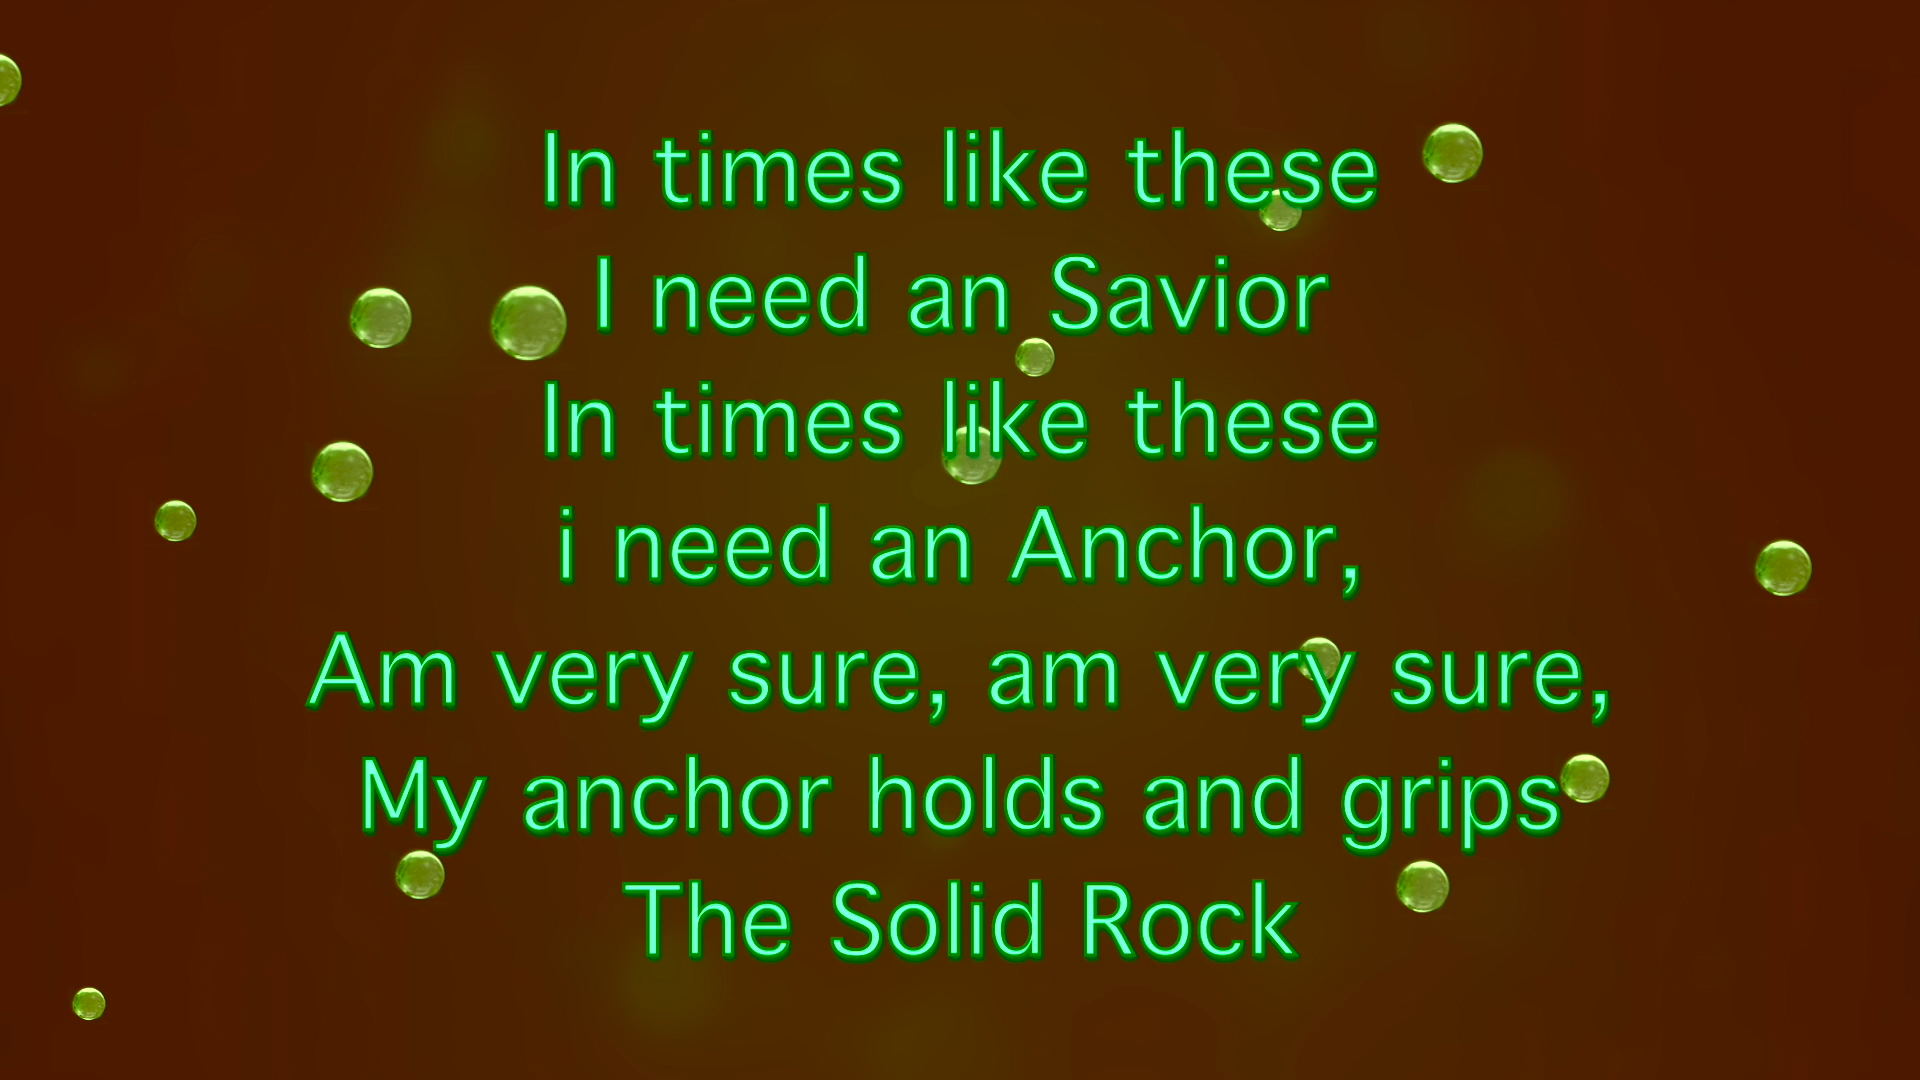 In times like these
I need an Savior
In times like these
i need an Anchor,
Am very sure, am very sure,
My anchor holds and grips
The Solid Rock